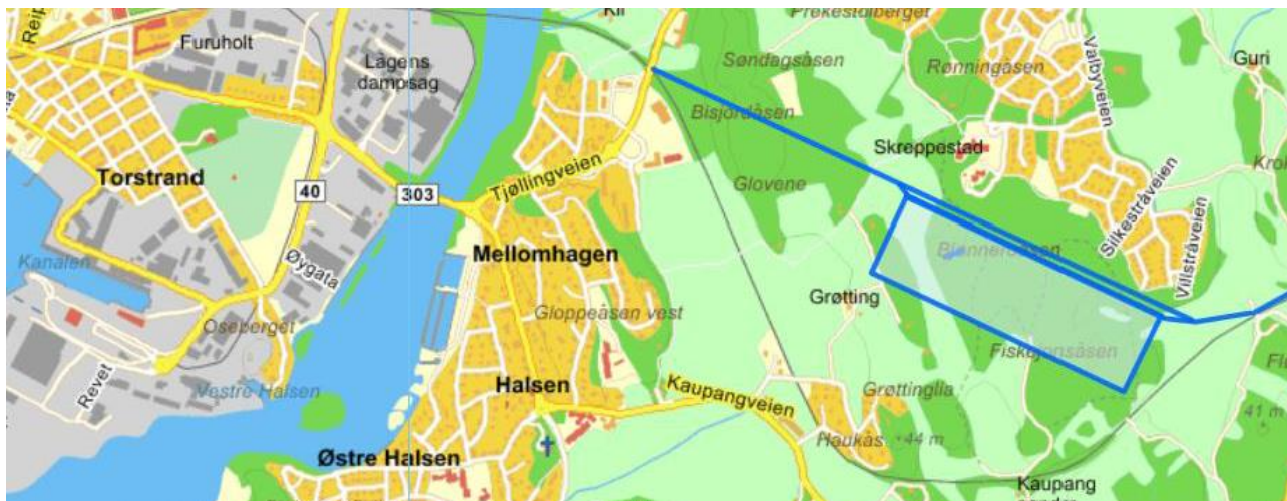 Furuholt
Lågens
dampsag
Prekestolberget
Søndagsåsen
Rønningåsen
Valbyveien
Guri
Bisjordåsen
Skreppestad
Torstrand
40
303
Tjøllingveien
Glovene
Silkestråveien
Villstråveien
Kanalen
Øygata
Mellomhagen
Grøtting
Gloppeåsen vest
Revet
Vestre Halsen
Halsen
Kaupangveien
Fiskejonsåsen
Grøttinglia
Østre Halsen
Haukås
+44 m
41 m
Kaupang